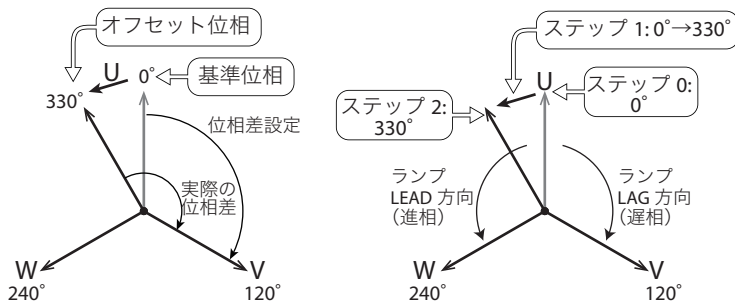 オフセット位相
U
0°
基準位相
330°
位相差設定
実際の
位相差
W
240°
V
120°
ステップ 1: 0°→330°
U
ステップ 0:
0°
ステップ 2:
330°
ランプ
LEAD 方向
（進相）
ランプ
LAG 方向
（遅相）
W
240°
V
120°